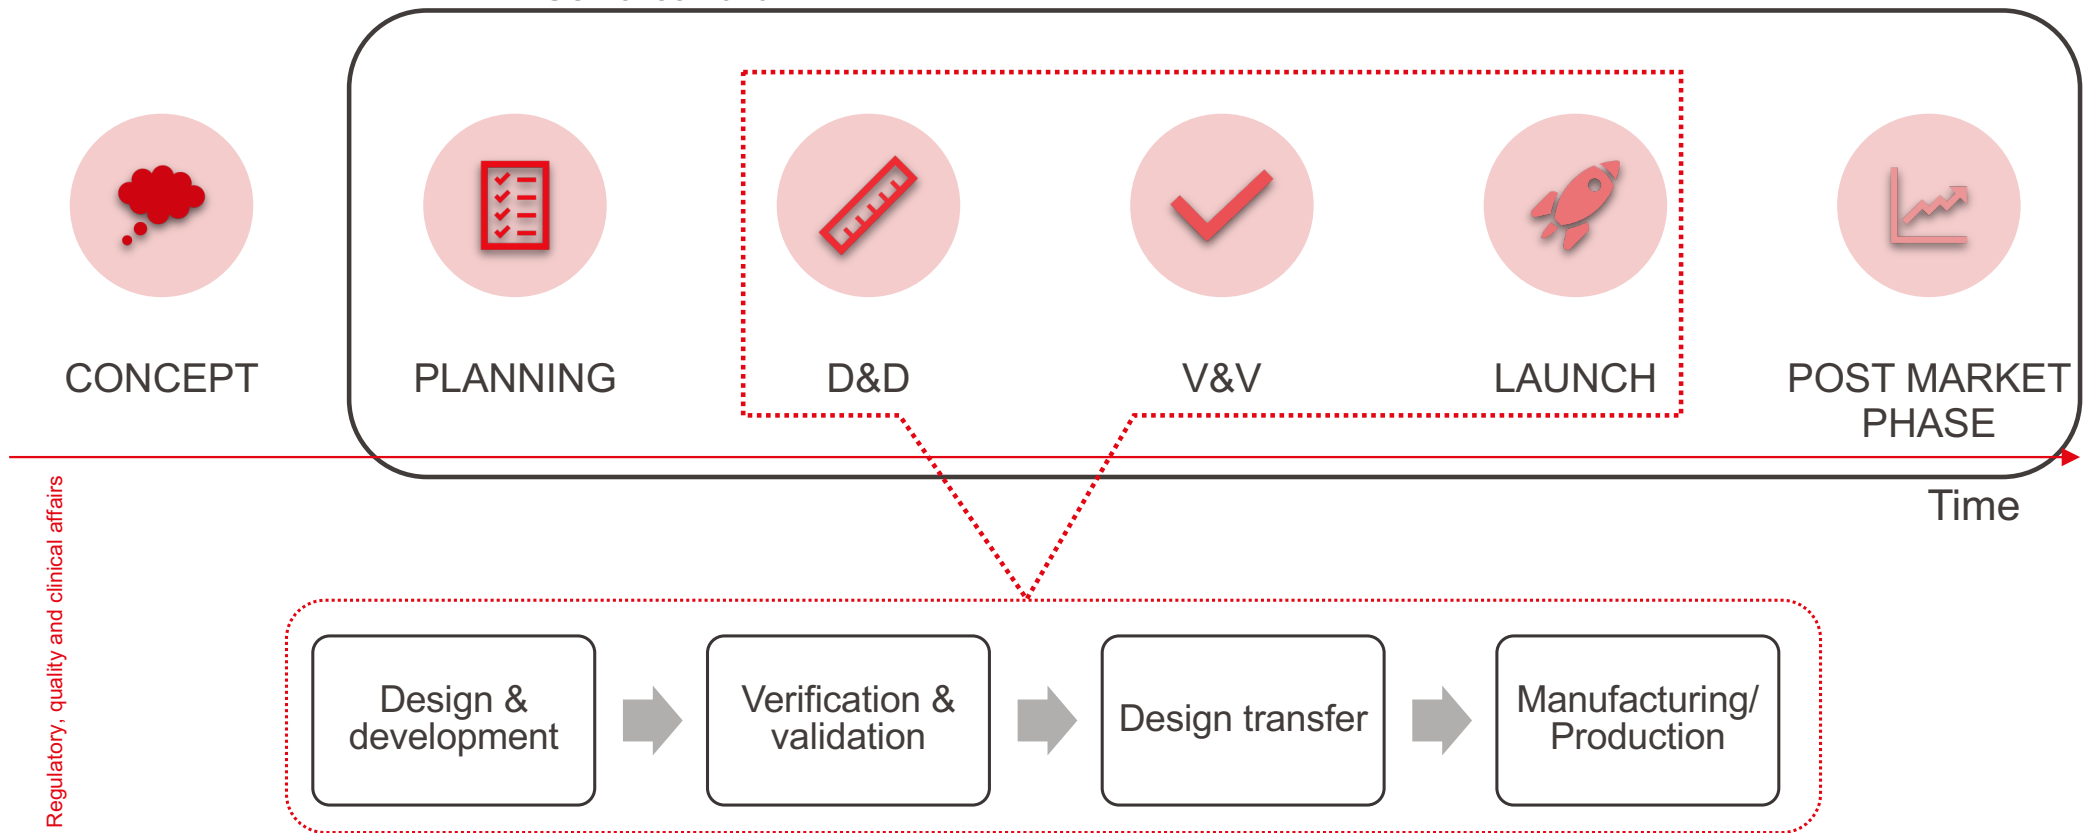 CONCEPT
PLANNING
D&D
V&V
LAUNCH
POST MARKET
PHASE
Time
Regulatory, quality and clinical affairs
Design &
development
Verification &
validation
Design transfer
Manufacturing/
Production